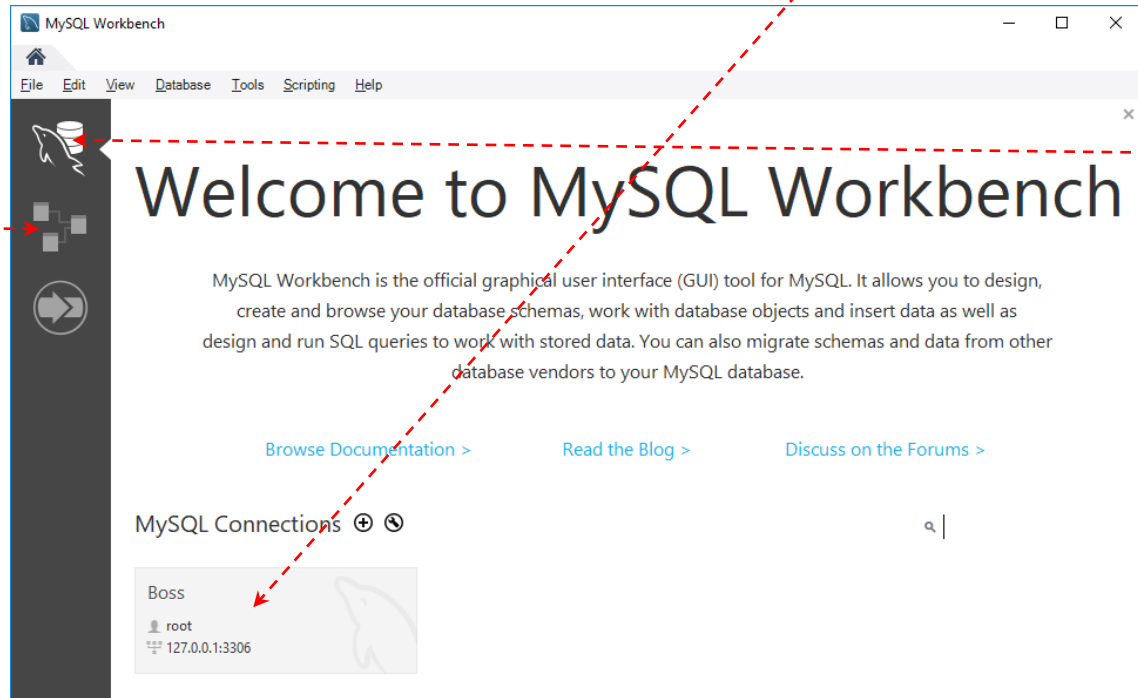 MySQL Workbench
File Edit View Database Tools Scripting Help
Welcome to MySQL Workbench
MySQL Workbench is the official graphical user interface (GUI) tool for MySQL. It allows you to design,
create and browse your database schemas, work with database objects and insert data as well as
design and run SQL queries to work with stored data. You can also migrate schemas and data from other
database vendors to your MySQL database.
Browse Documentation > Read the Blog > Discuss on the Forums >
MySQL Connections
Boss
root
127.0.0.1:3306